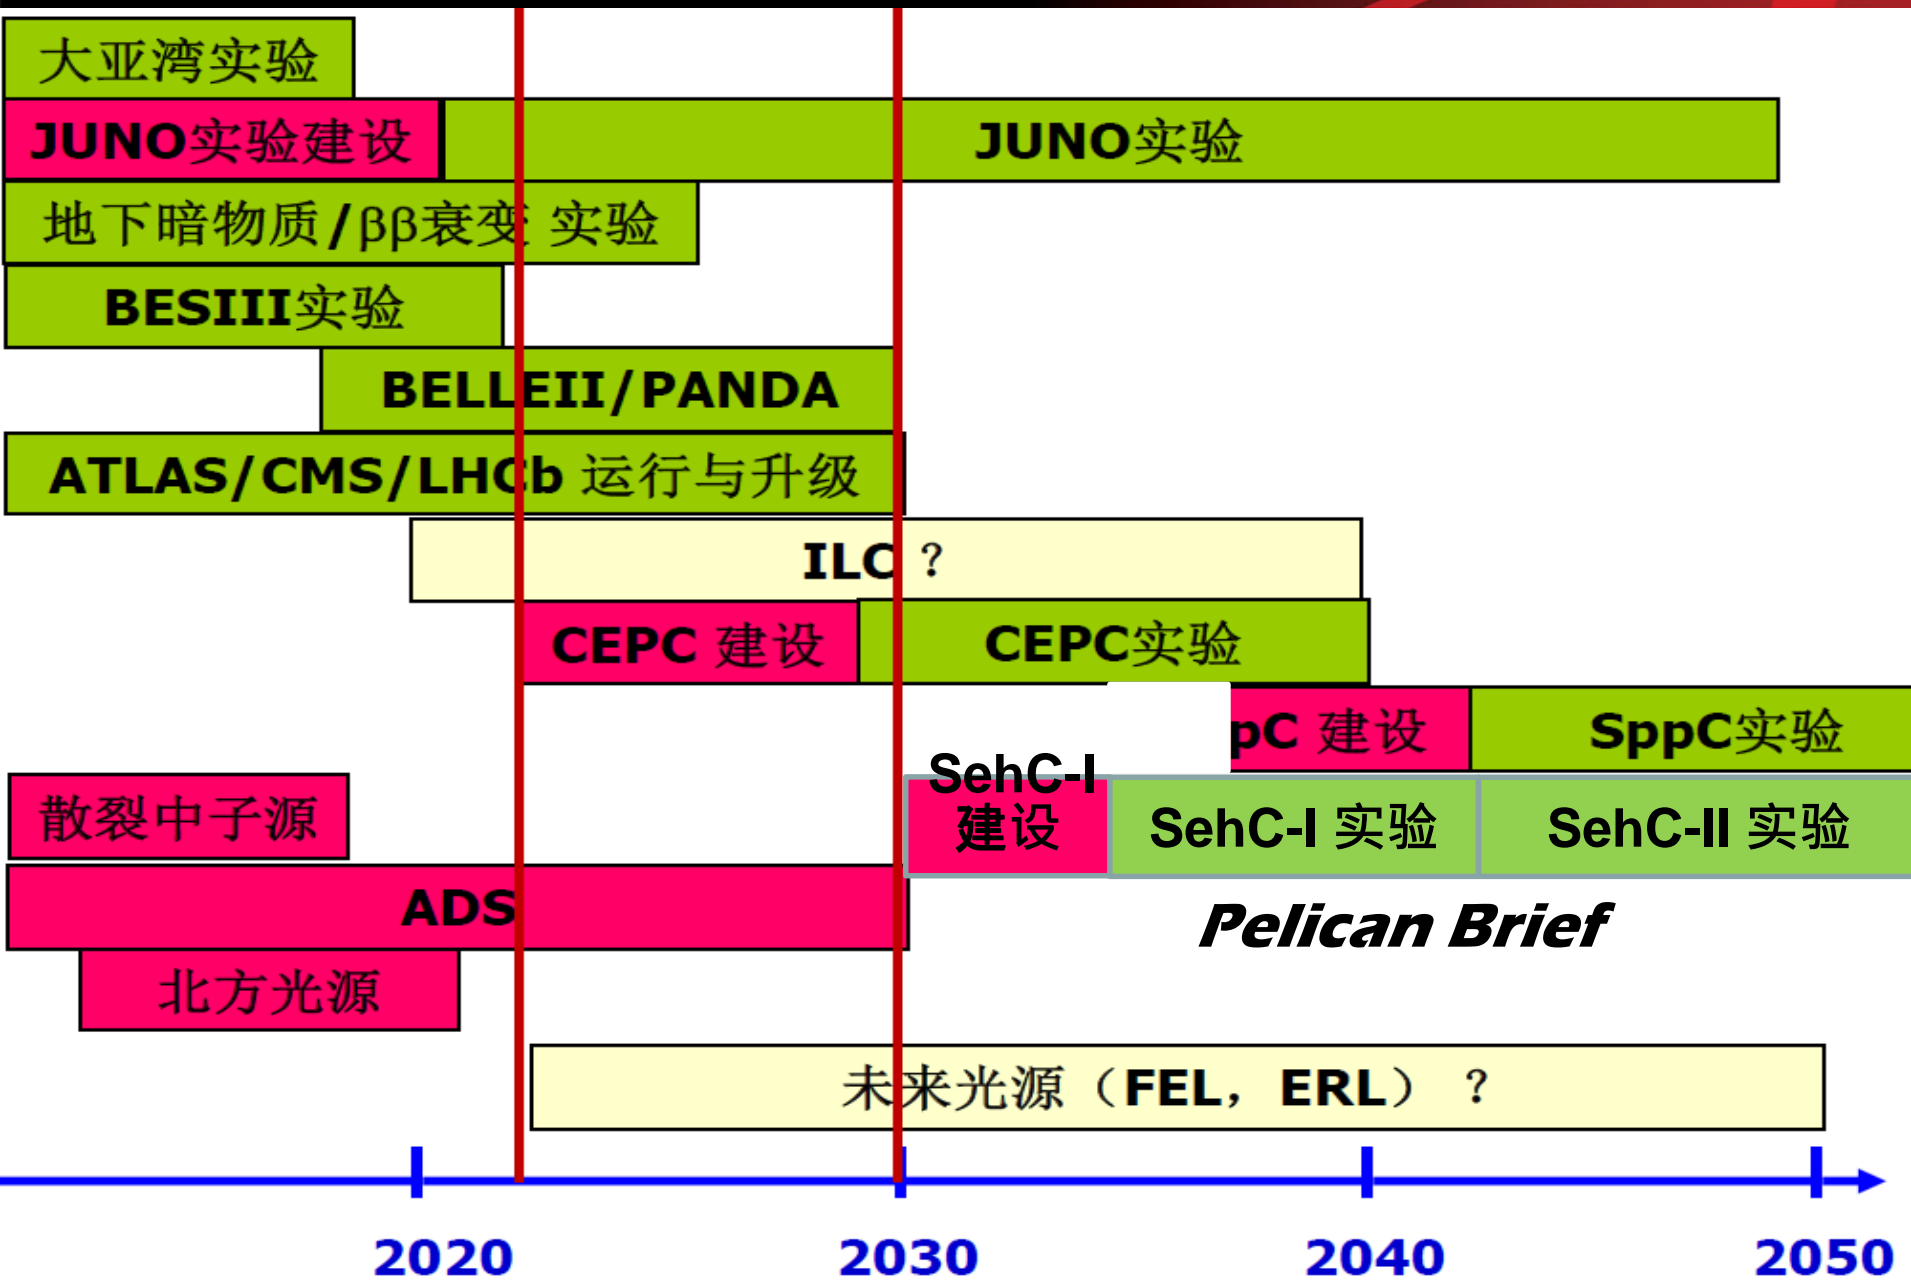 大亚湾实验
JUNO实验建设
JUNO实验
地下暗物质/ββ衰变 实验
BESIII实验
BELLEII/PANDA
ATLAS/CMS/LHCb 运行与升级
ILC ?
CEPC 建设
CEPC实验
pC 建设
SppC实验
SehC-I
建设
SehC-I 实验
SehC-II 实验
散裂中子源
ADS
Pelican Brief
北方光源
未来光源（FEL，ERL） ？
2020
2030
2040
2050